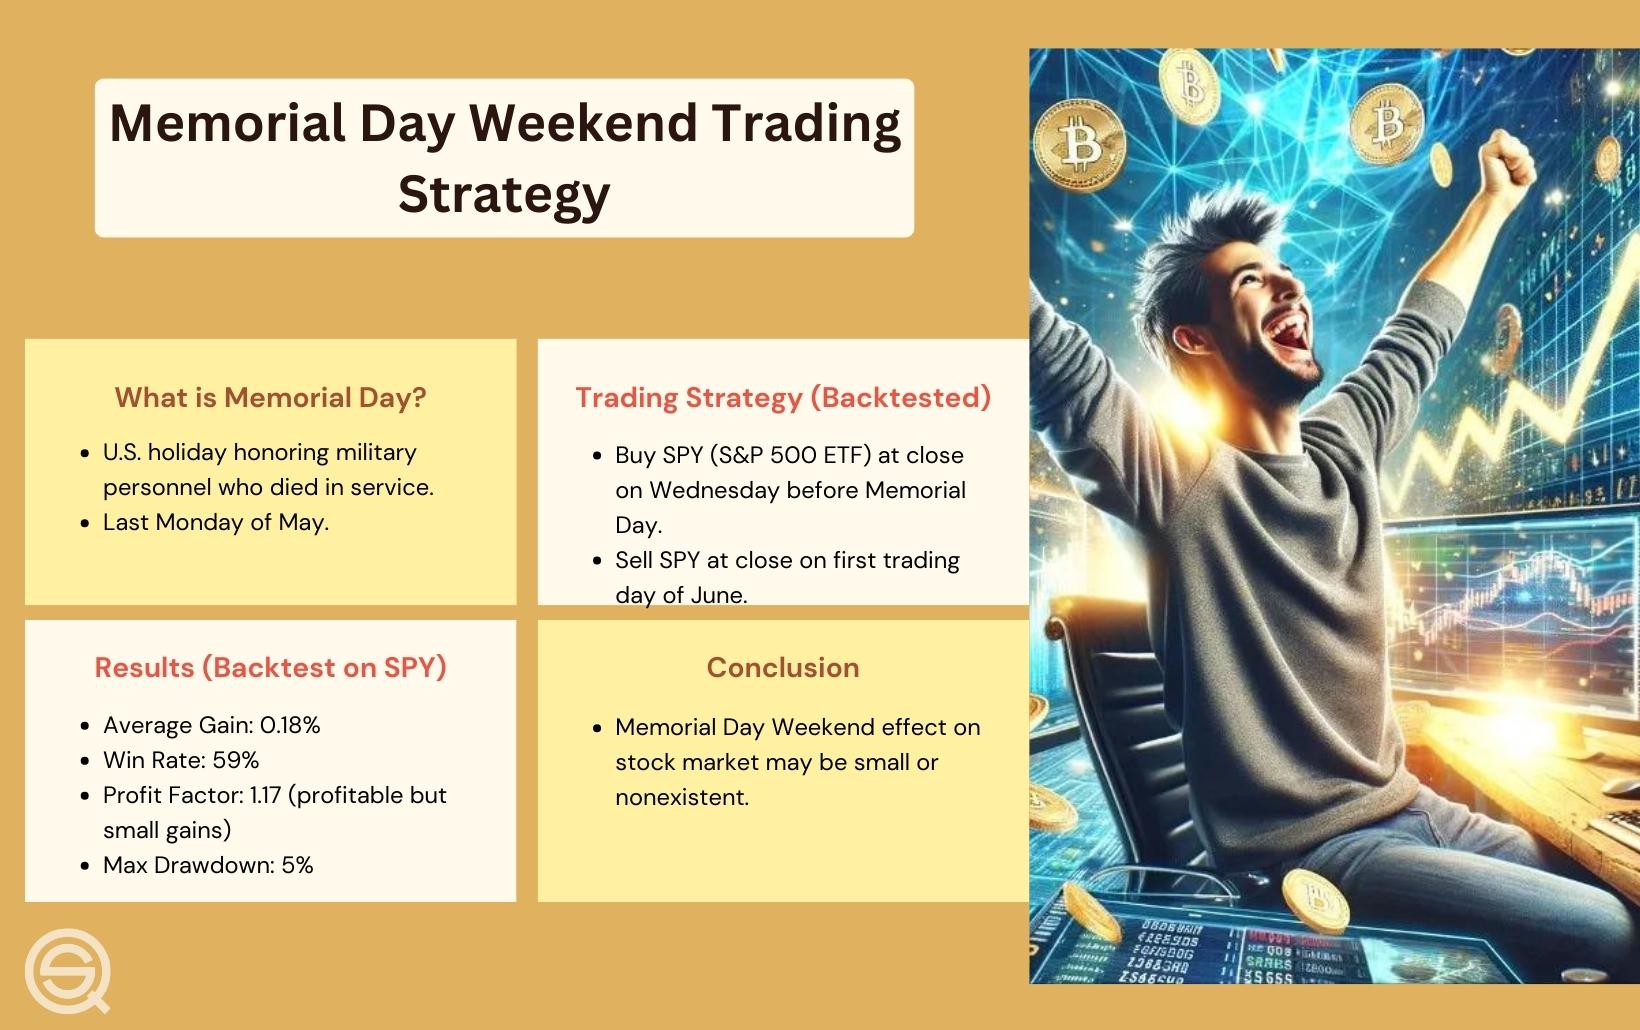 Memorial Day Weekend Trading
Strategy
What is Memorial Day?
• U.S. holiday honoring military
personnel who died in service.
• Last Monday of May.
Trading Strategy (Backtested)
• Buy SPY (S&P 500 ETF) at close
on Wednesday before Memorial
Day.
• Sell SPY at close on first trading
day of June.
Results (Backtest on SPY)
• Average Gain: 0.18%
• Win Rate: 59%
• Profit Factor: 1.17 (profitable but
small gains)
• Max Drawdown: 5%
Conclusion
• Memorial Day Weekend effect on
stock market may be small or
nonexistent.